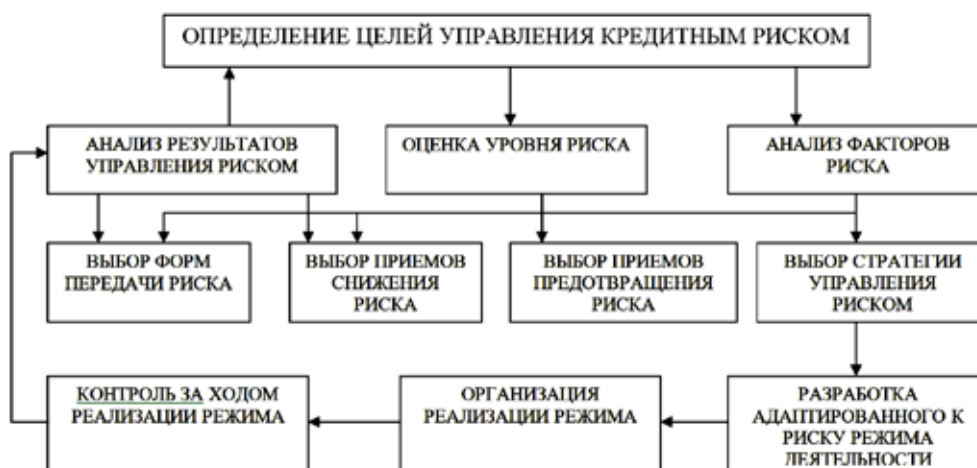 ОПРЕДЕЛЕНИЕ ЦЕЛЕЙ УПРАВЛЕНИЯ КРЕДИТНЫМ РИСКОМ
АНАЛИЗ РЕЗУЛЬТАТОВ
УПРАВЛЕНИЯ РИСКОМ
ОЦЕНКА УРОВНЯ РИСКА
АНАЛИЗ ФАКТОРОВ
РИСКА
ВЫБОР ФОРМ
ПЕРЕДАЧИ РИСКА
ВЫБОР ПРИЕМОВ
СНИЖЕНИЯ
РИСКА
ВЫБОР ПРИЕМОВ
ПРЕДОТВРАЩЕНИЯ
РИСКА
ВЫБОР СТРАТЕГИИ
УПРАВЛЕНИЯ
РИСКОМ
КОНТРОЛЬ ЗА ХОДОМ
РЕАЛИЗАЦИИ РЕЖИМА
ОРГАНИЗАЦИЯ
РЕАЛИЗАЦИИ РЕЖИМА
РАЗРАБОТКА
АДАПТИРОВАННОГО К
РИСКУ РЕЖИМА
ДЕЯТЕЛЬНОСТИ